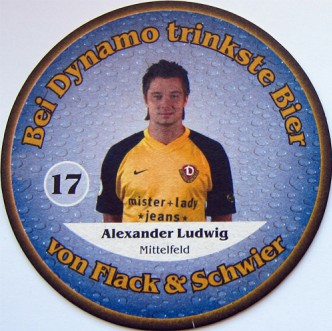 Bei Dynamo trinkste Bier
17
D
mister+lady
★jeans★
Alexander Ludwig
Mittelfeld
von Flack & Schwier